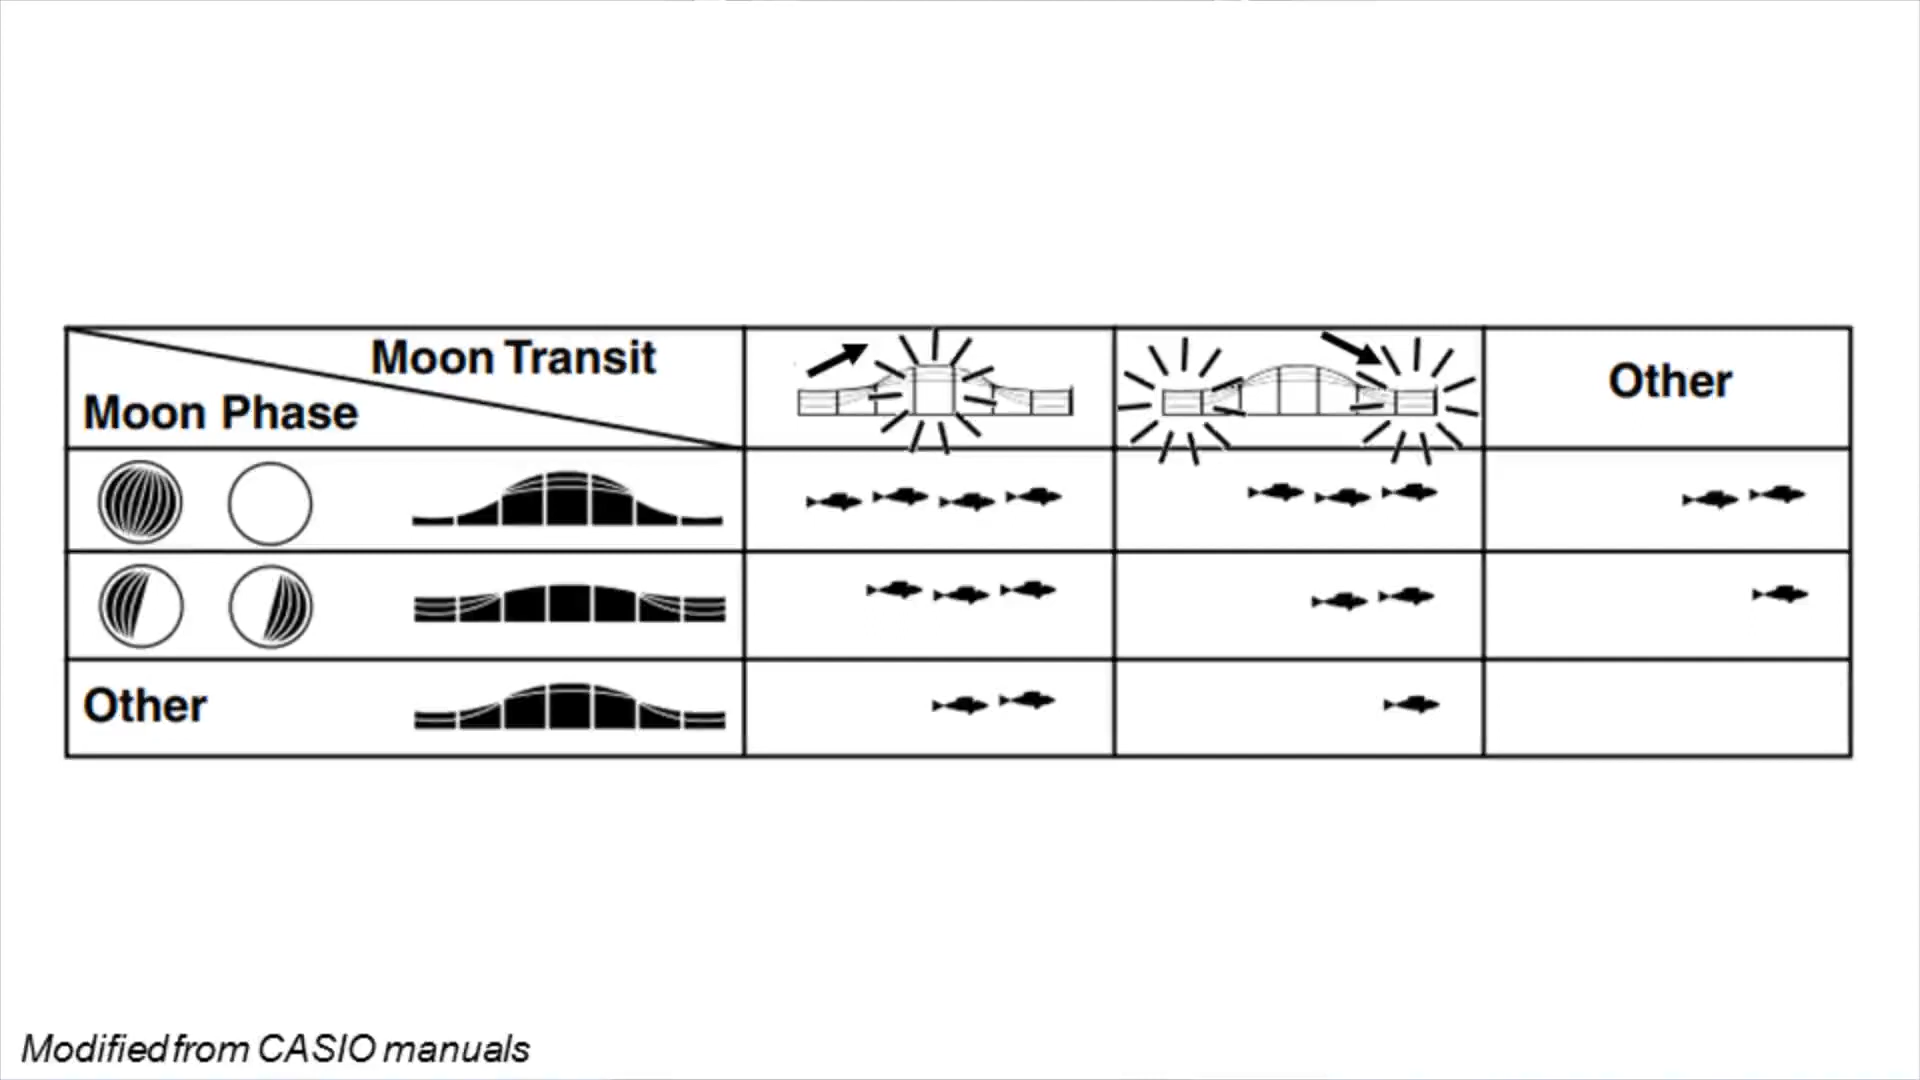 Moon Transit
Moon Phase
Other
Other
Modified from CASIO manuals